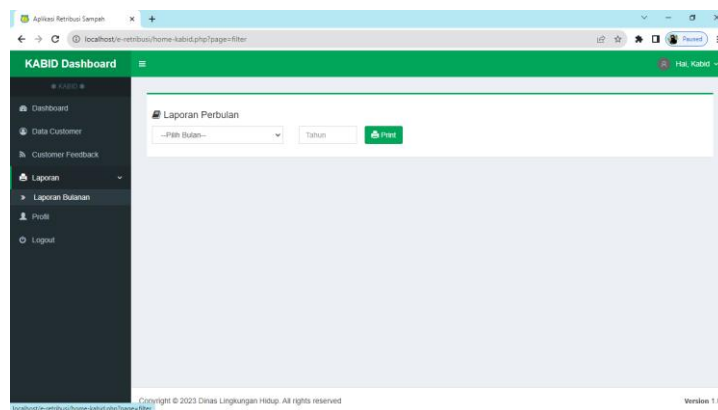 Aplikasi Retribusi Sampah
localhost/e-retribusi/home-kabid.php?page=filter
Paused
KABID Dashboard
Hai, Kabid
KABID
Dashboard
Data Customer
Customer Feedback
Laporan
Laporan Bulanan
Profil
Logout
Laporan Perbulan
--Pilih Bulan--
Tahun
Print
Copyright © 2023 Dinas Lingkungan Hidup. All rights reserved
Version
localhost/e-retribusi/home-kabid.php?page=filter